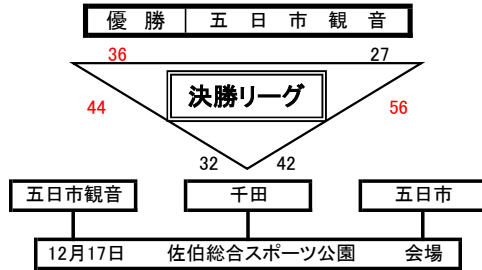 優勝 五日市観音
36 27
決勝リーグ
44 56
32 42
五日市観音 千田 五日市
12月17日 佐伯総合スポーツ公園 会場